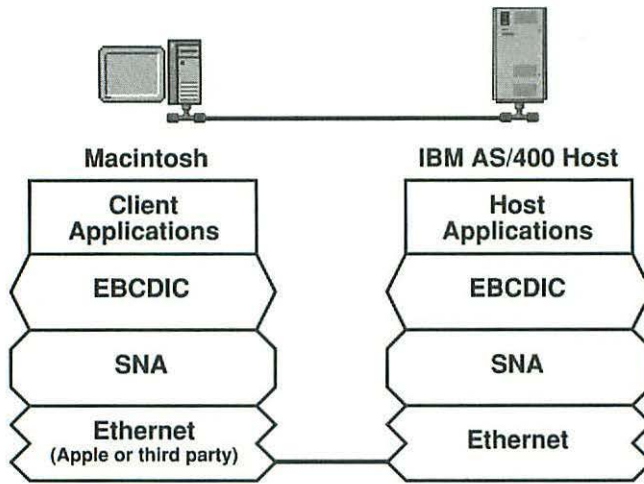 Macintosh
IBM AS/400 Host
Client
Applications
Host
Applications
EBCDIC
EBCDIC
SNA
SNA
Ethernet
(Apple or third party)
Ethernet